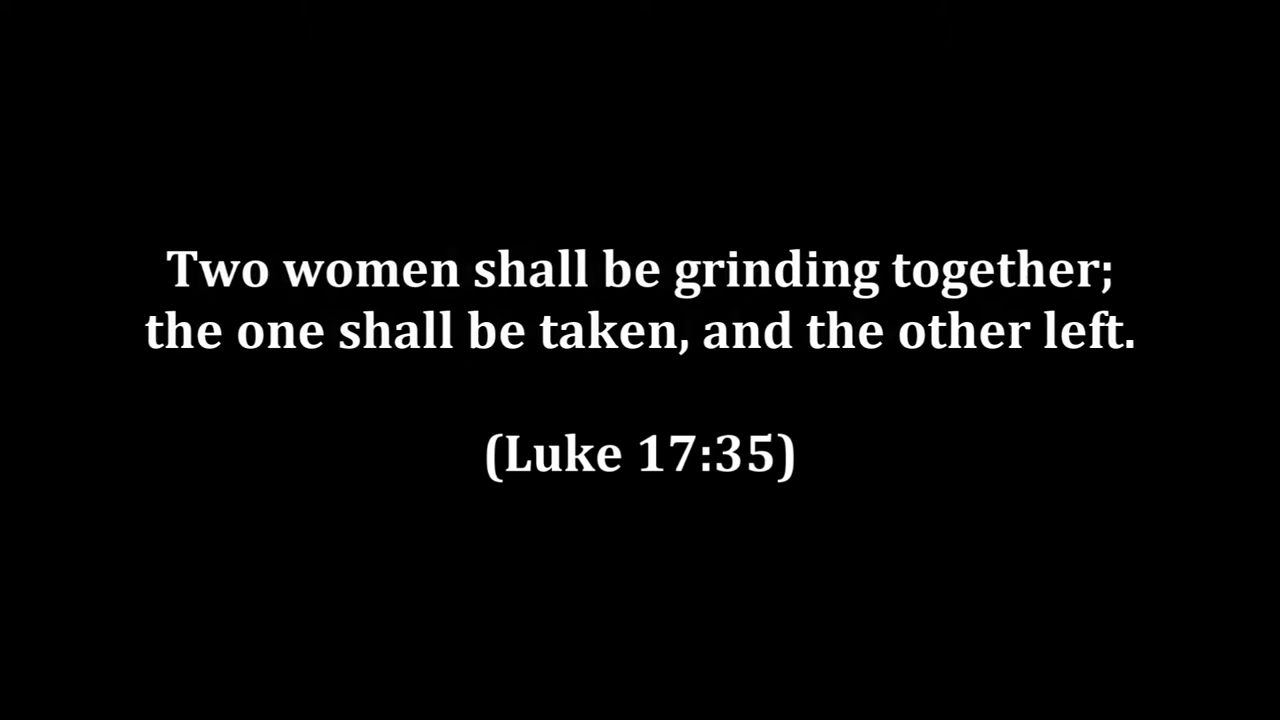 Two women shall be grinding together;
the one shall be taken, and the other left.
(Luke 17:35)